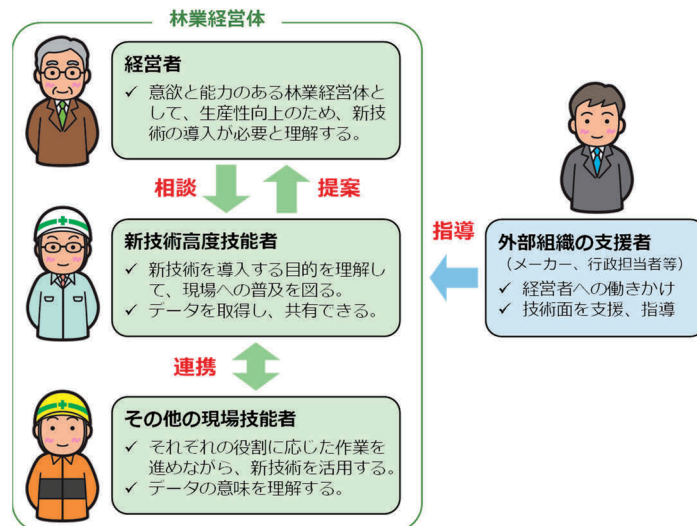 林業経営体
経営者
✓ 意欲と能力のある林業経営体と
して、生産性向上のため、新技
術の導入が必要と理解する。
相談
提案
新技術高度技能者
✓ 新技術を導入する目的を理解し
て、現場への普及を図る。
✓ データを取得し、共有できる。
連携
その他の現場技能者
✓ それぞれの役割に応じた作業を
進めながら、新技術を活用する。
✓ データの意味を理解する。
指導
外部組織の支援者
（メーカー、行政担当者等）
✓ 経営者への働きかけ
✓ 技術面を支援、指導